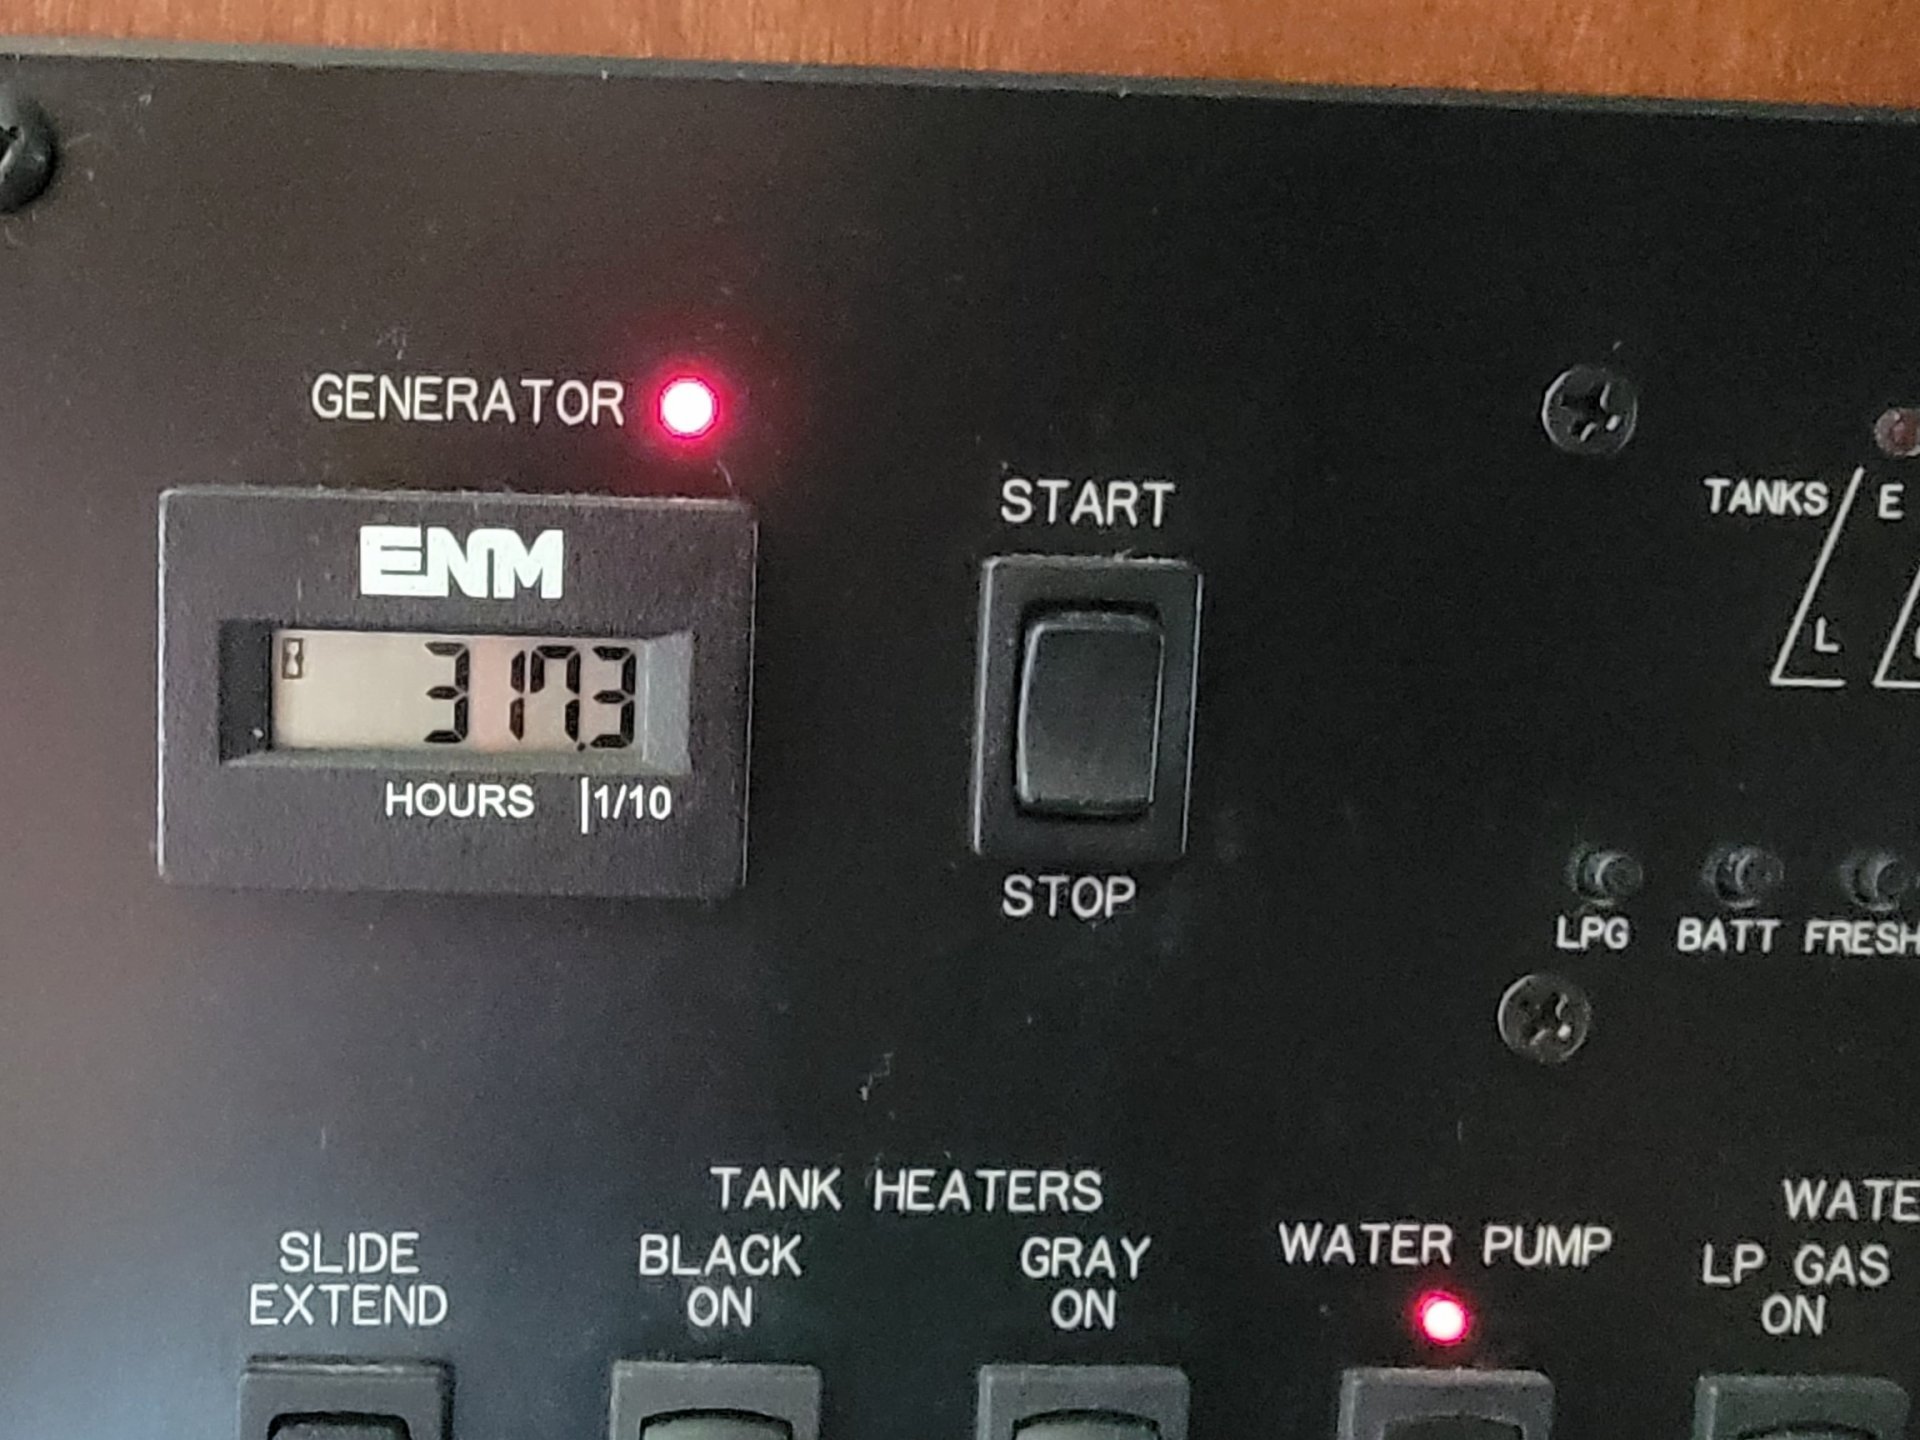 GENERATOR
ENM
317.3
HOURS |1/10
START
STOP
TANKS E
L
LPG BATT FRESH
TANK HEATERS
SLIDE
EXTEND
BLACK
ON
GRAY
ON
WATER PUMP
LP GAS
ON